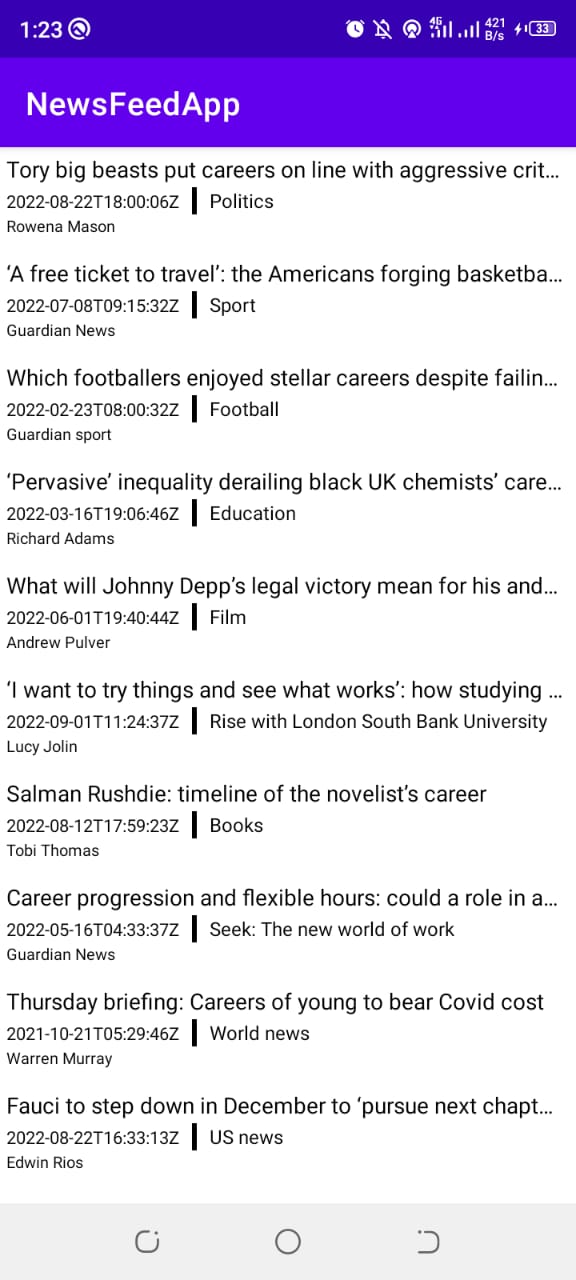 1:23 4G 421 B/s 33
NewsFeedApp
Tory big beasts put careers on line with aggressive crit...
2022-08-22T18:00:06Z Politics
Rowena Mason
‘A free ticket to travel’: the Americans forging basketba...
2022-07-08T09:15:32Z Sport
Guardian News
Which footballers enjoyed stellar careers despite failin...
2022-02-23T08:00:32Z Football
Guardian sport
‘Pervasive’ inequality derailing black UK chemists’ care...
2022-03-16T19:06:46Z Education
Richard Adams
What will Johnny Depp’s legal victory mean for his and...
2022-06-01T19:40:44Z Film
Andrew Pulver
‘I want to try things and see what works’: how studying ...
2022-09-01T11:24:37Z Rise with London South Bank University
Lucy Jolin
Salman Rushdie: timeline of the novelist’s career
2022-08-12T17:59:23Z Books
Tobi Thomas
Career progression and flexible hours: could a role in a...
2022-05-16T04:33:37Z Seek: The new world of work
Guardian News
Thursday briefing: Careers of young to bear Covid cost
2021-10-21T05:29:46Z World news
Warren Murray
Fauci to step down in December to ‘pursue next chapt...
2022-08-22T16:33:13Z US news
Edwin Rios